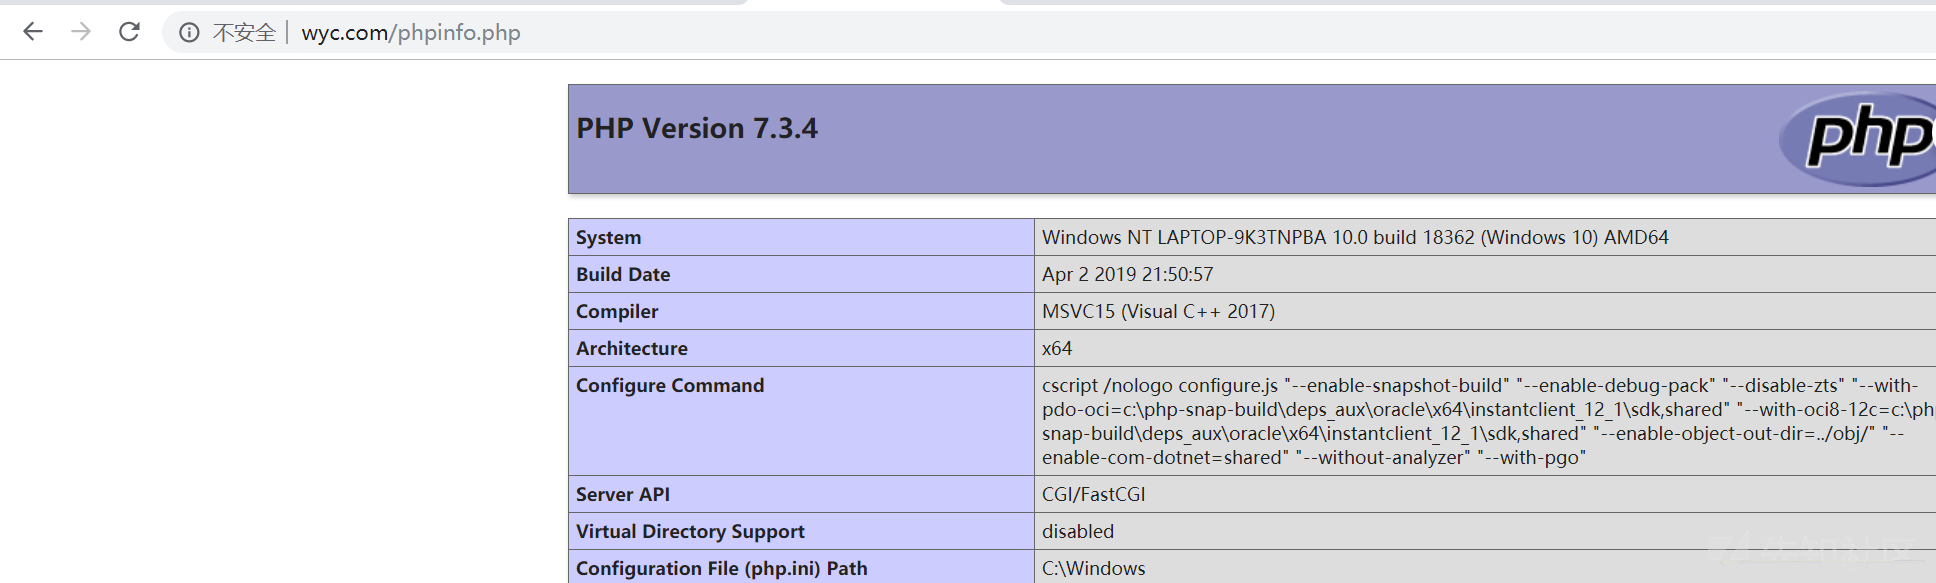 不安全 | wyc.com/phpinfo.php
PHP Version 7.3.4
php
System Windows NT LAPTOP-9K3TNPBA 10.0 build 18362 (Windows 10) AMD64
Build Date Apr 2 2019 21:50:57
Compiler MSVC15 (Visual C++ 2017)
Architecture x64
Configure Command cscript /nologo configure.js "--enable-snapshot-build" "--enable-debug-pack" "--disable-zts" "--with-
pdo-oci=c:\php-snap-build\deps_aux\oracle\x64\instantclient_12_1\sdk,shared" "--with-oci8-12c=c:\ph
snap-build\deps_aux\oracle\x64\instantclient_12_1\sdk,shared" "--enable-object-out-dir=../obj/" "--
enable-com-dotnet=shared" "--without-analyzer" "--with-pgo"
Server API CGI/FastCGI
Virtual Directory Support disabled
Configuration File (php.ini) Path C:\Windows